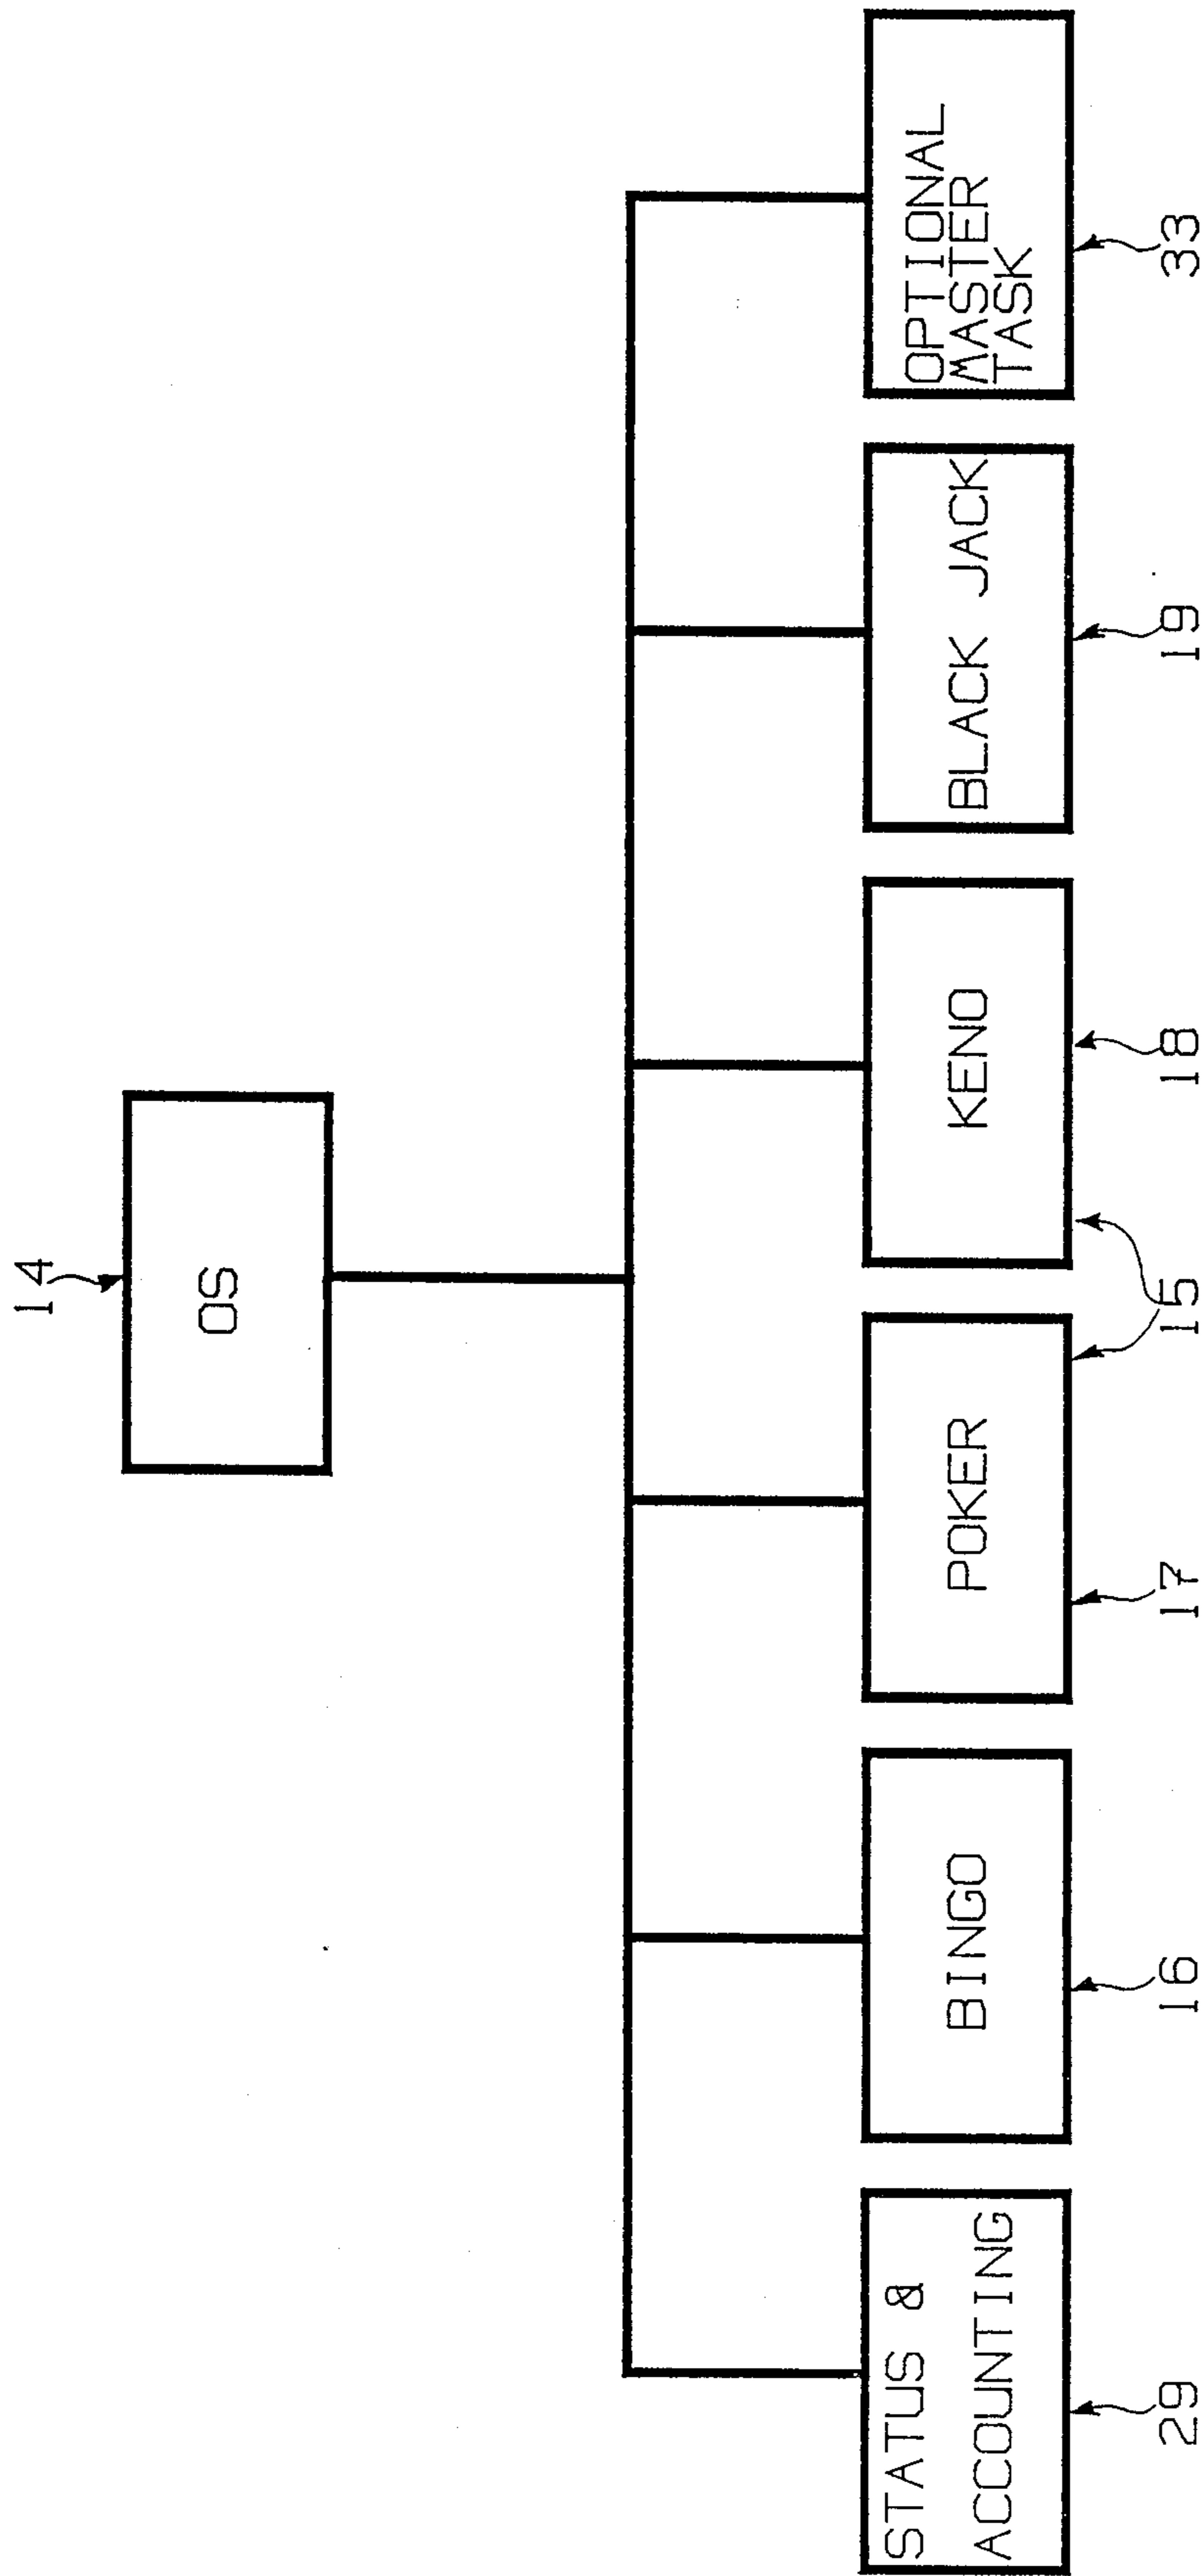 14
OS
STATUS &
ACCOUNTING
BINGO
POKER
KENO
BLACK JACK
OPTIONAL
MASTER
TASK
29
16
17
15
18
19
33